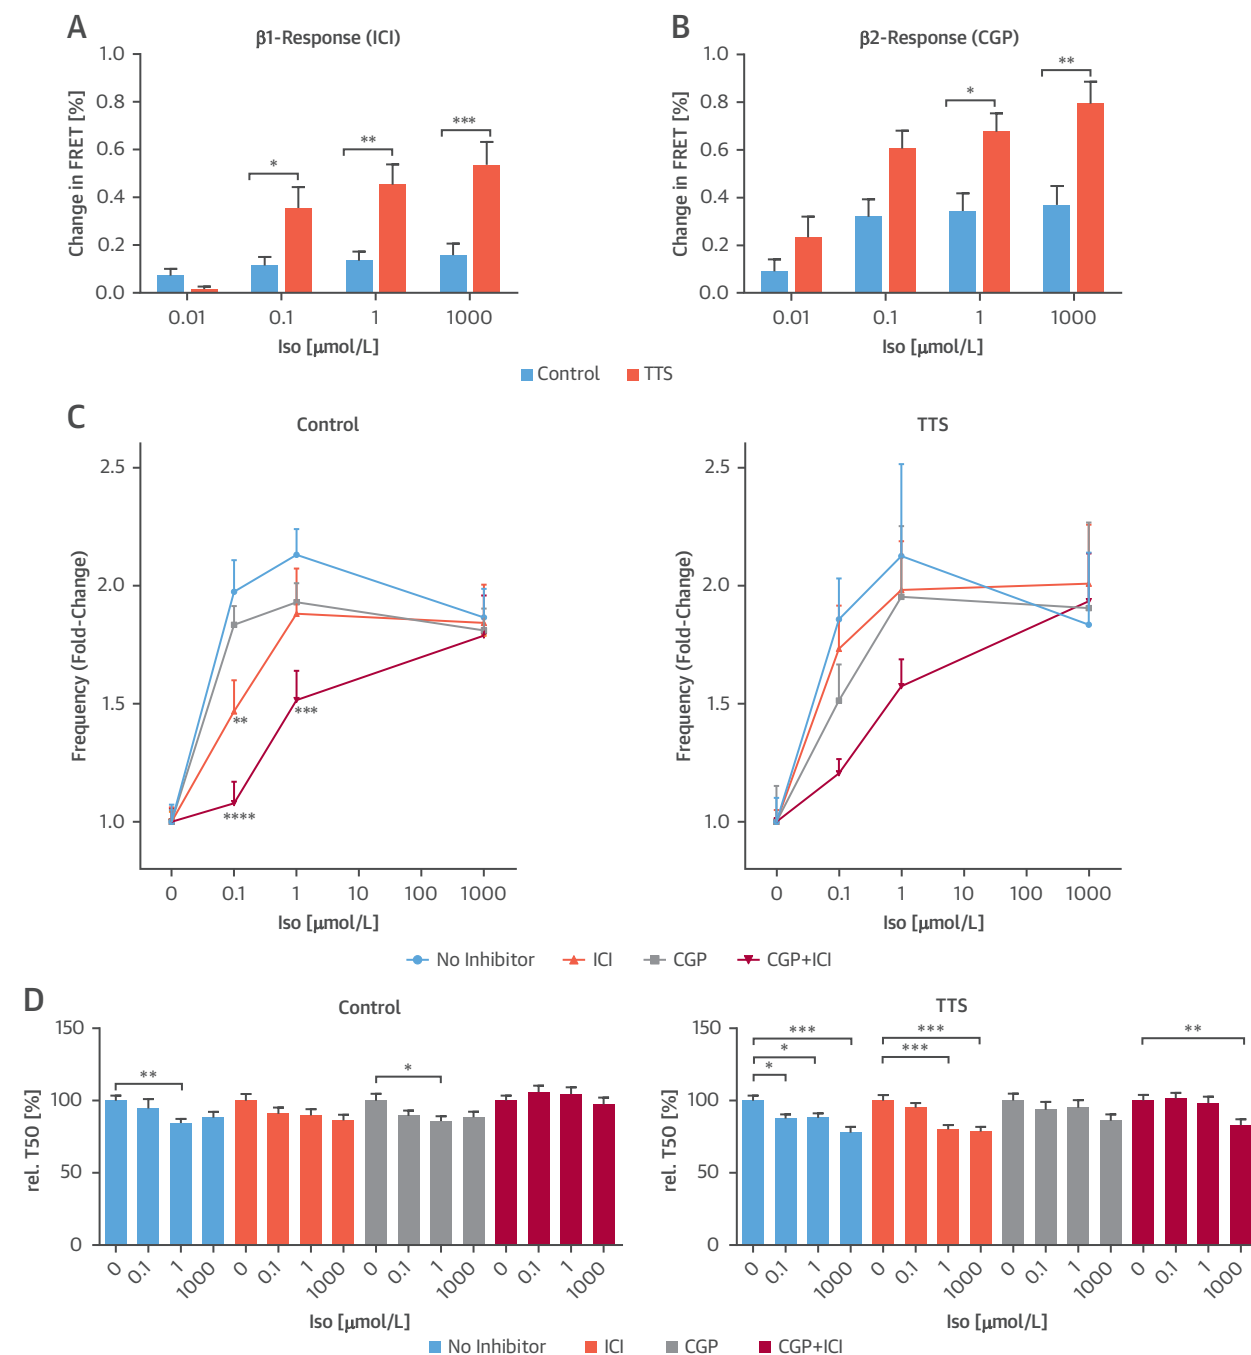 A
β1-Response (ICI)
Change in FRET [%]
1.0
0.8
0.6
0.4
0.2
0.0
* ** ***
0.01 0.1 1 1000
Iso [μmol/L]
B
β2-Response (CGP)
Change in FRET [%]
1.0
0.8
0.6
0.4
0.2
0.0
* **
0.01 0.1 1 1000
Iso [μmol/L]
Control TTS
C
Control
Frequency (Fold-Change)
2.5
2.0
1.5
1.0
**
***
****
0 0.1 1 10 100 1000
Iso [μmol/L]
TTS
Frequency (Fold-Change)
2.5
2.0
1.5
1.0
0 0.1 1 10 100 1000
Iso [μmol/L]
No Inhibitor ICI CGP CGP+ICI
D
Control
rel. T50 [%]
150
100
50
0
** *
0 0.1 1 1000 0 0.1 1 1000 0 0.1 1 1000 0 0.1 1 1000
Iso [μmol/L]
TTS
rel. T50 [%]
150
100
50
0
*** *** **
* ***
*
0 0.1 1 1000 0 0.1 1 1000 0 0.1 1 1000 0 0.1 1 1000
Iso [μmol/L]
No Inhibitor ICI CGP CGP+ICI